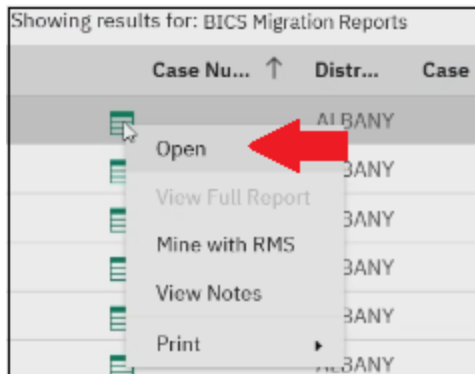 Showing results for: BICS Migration Reports
Case Nu... ↑ Distr... Case
ALBANY
Open
BANY
View Full Report
BANY
Mine with RMS
BANY
View Notes
BANY
Print
ALBANY